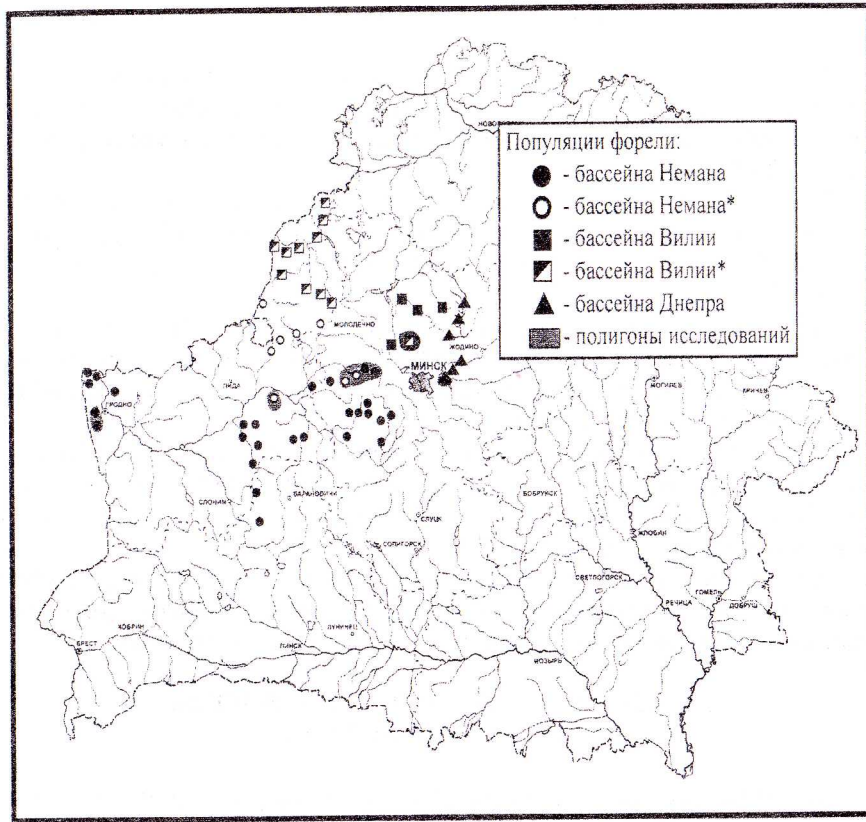 Популяции форели:
● - бассейна Немана
○ - бассейна Немана*
■ - бассейна Вилии
◪ - бассейна Вилии*
▲ - бассейна Днепра
- полигоны исследований
МОЛОДЕЧНО
ЖОДИНО
МИНСК
ЛИДА
ГРОДНО
МОГИЛЕВ
КРИЧЕВ
СЛОНИМ
БАРАНОВИЧИ
БОБРУЙСК
СЛУЦК
СОЛИГОРСК
ЖЛОБИН
СВЕТЛОГОРСК
РЕЧИЦА
ГОМЕЛЬ
ДОБРУШ
КОБРИН
БРЕСТ
ПИНСК
ЛУНИНЕЦ
МОЗЫРЬ